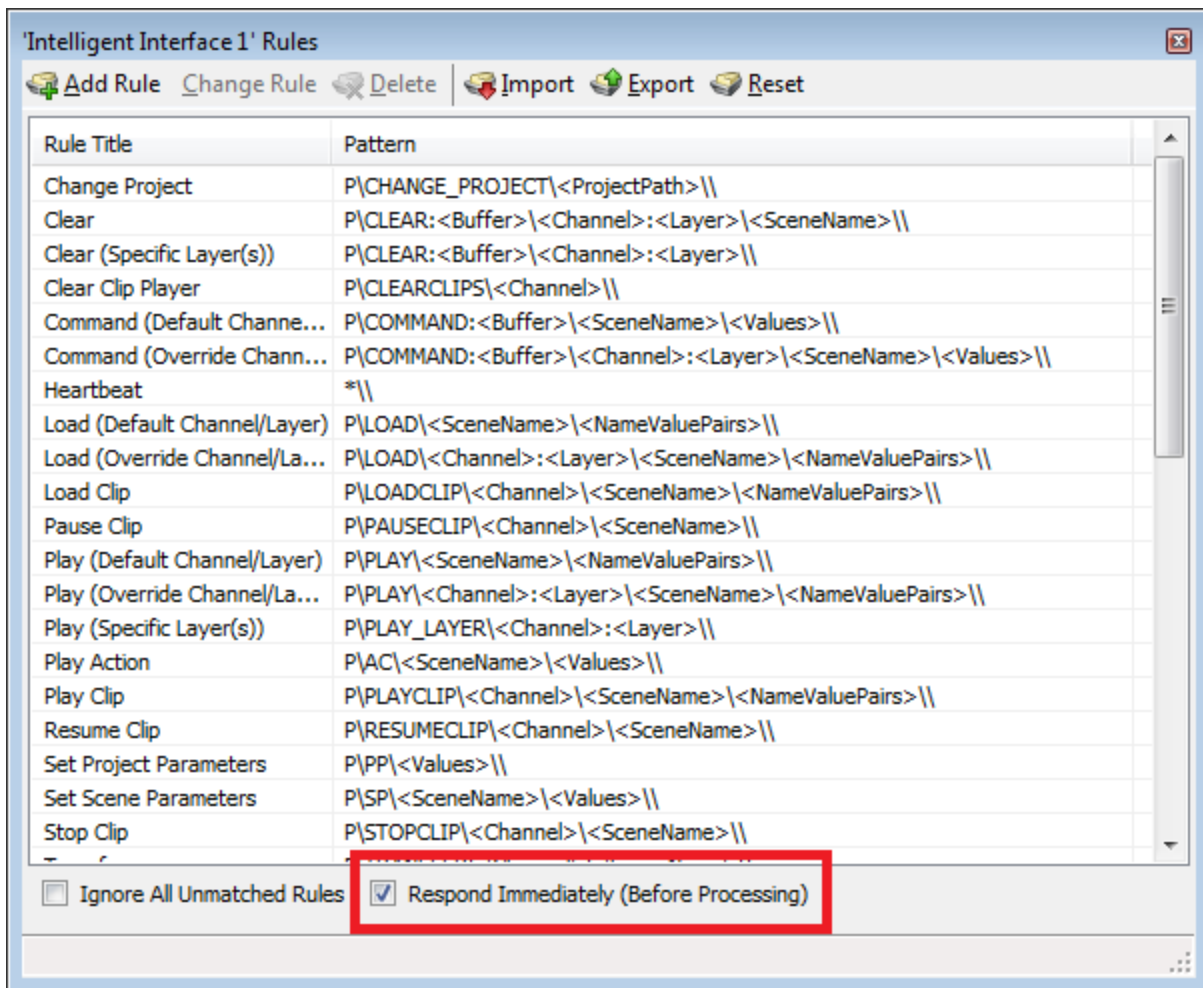 'Intelligent Interface 1' Rules
Add Rule Change Rule Delete Import Export Reset
Rule Title Pattern
Change Project P\CHANGE_PROJECT\<ProjectPath>\\
Clear P\CLEAR:<Buffer>\<Channel>:<Layer>\<SceneName>\\
Clear (Specific Layer(s)) P\CLEAR:<Buffer>\<Channel>:<Layer>\\
Clear Clip Player P\CLEARCLIPS\<Channel>\\
Command (Default Channe... P\COMMAND:<Buffer>\<SceneName>\<Values>\\
Command (Override Chann... P\COMMAND:<Buffer>\<Channel>:<Layer>\<SceneName>\<Values>\\
Heartbeat *\\
Load (Default Channel/Layer) P\LOAD\<SceneName>\<NameValuePairs>\\
Load (Override Channel/La... P\LOAD\<Channel>:<Layer>\<SceneName>\<NameValuePairs>\\
Load Clip P\LOADCLIP\<Channel>\<SceneName>\<NameValuePairs>\\
Pause Clip P\PAUSECLIP\<Channel>\<SceneName>\\
Play (Default Channel/Layer) P\PLAY\<SceneName>\<NameValuePairs>\\
Play (Override Channel/La... P\PLAY\<Channel>:<Layer>\<SceneName>\<NameValuePairs>\\
Play (Specific Layer(s)) P\PLAY_LAYER\<Channel>:<Layer>\\
Play Action P\AC\<SceneName>\<Values>\\
Play Clip P\PLAYCLIP\<Channel>\<SceneName>\<NameValuePairs>\\
Resume Clip P\RESUMECLIP\<Channel>\<SceneName>\\
Set Project Parameters P\PP\<Values>\\
Set Scene Parameters P\SP\<SceneName>\<Values>\\
Stop Clip P\STOPCLIP\<Channel>\<SceneName>\\
Ignore All Unmatched Rules Respond Immediately (Before Processing)